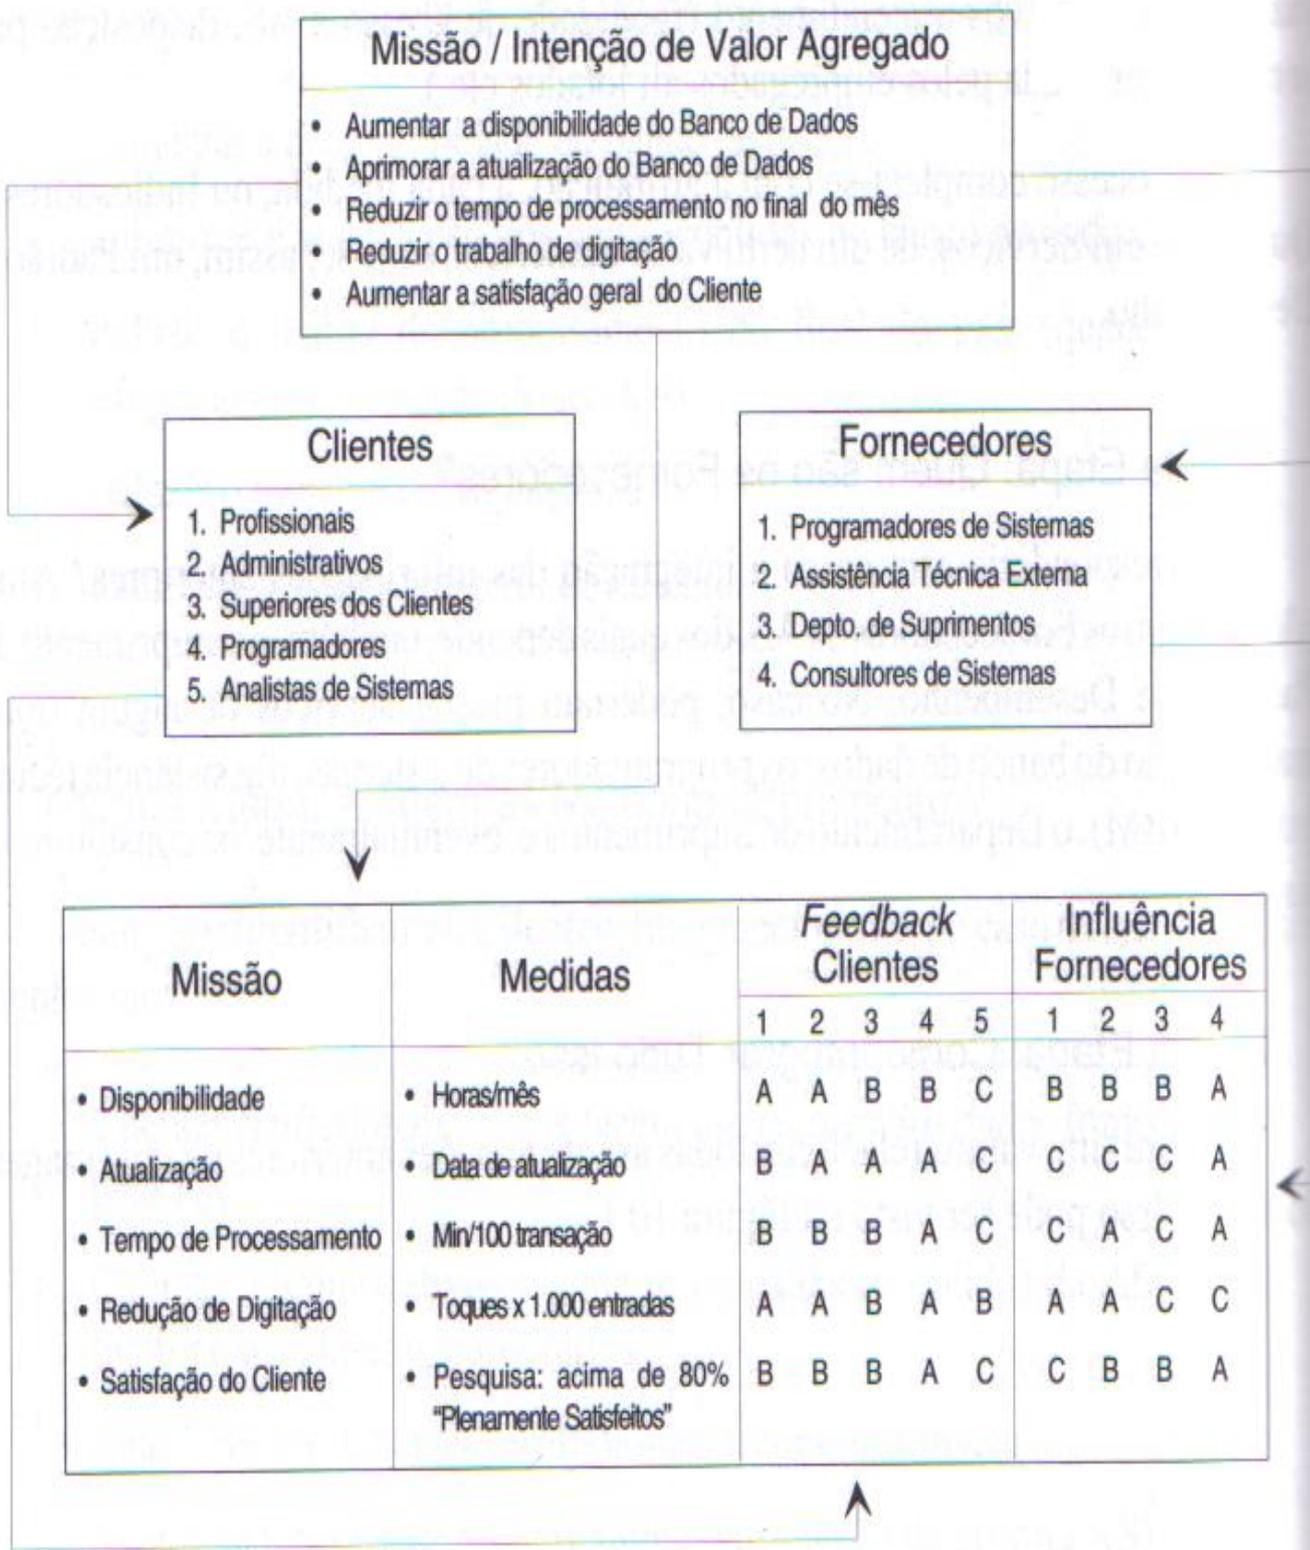 Missão / Intenção de Valor Agregado
• Aumentar a disponibilidade do Banco de Dados
• Aprimorar a atualização do Banco de Dados
• Reduzir o tempo de processamento no final do mês
• Reduzir o trabalho de digitação
• Aumentar a satisfação geral do Cliente
Clientes
1. Profissionais
2. Administrativos
3. Superiores dos Clientes
4. Programadores
5. Analistas de Sistemas
Fornecedores
1. Programadores de Sistemas
2. Assistência Técnica Externa
3. Depto. de Suprimentos
4. Consultores de Sistemas
Missão Medidas Feedback Clientes Influência Fornecedores
1 2 3 4 5 1 2 3 4
• Disponibilidade • Horas/mês A A B B C B B B A
• Atualização • Data de atualização B A A A C C C C A
• Tempo de Processamento • Min/100 transação B B B A C C A C A
• Redução de Digitação • Toques x 1.000 entradas A A B A B A A C C
• Satisfação do Cliente • Pesquisa: acima de 80% B B B A C C B B A
“Plenamente Satisfeitos”